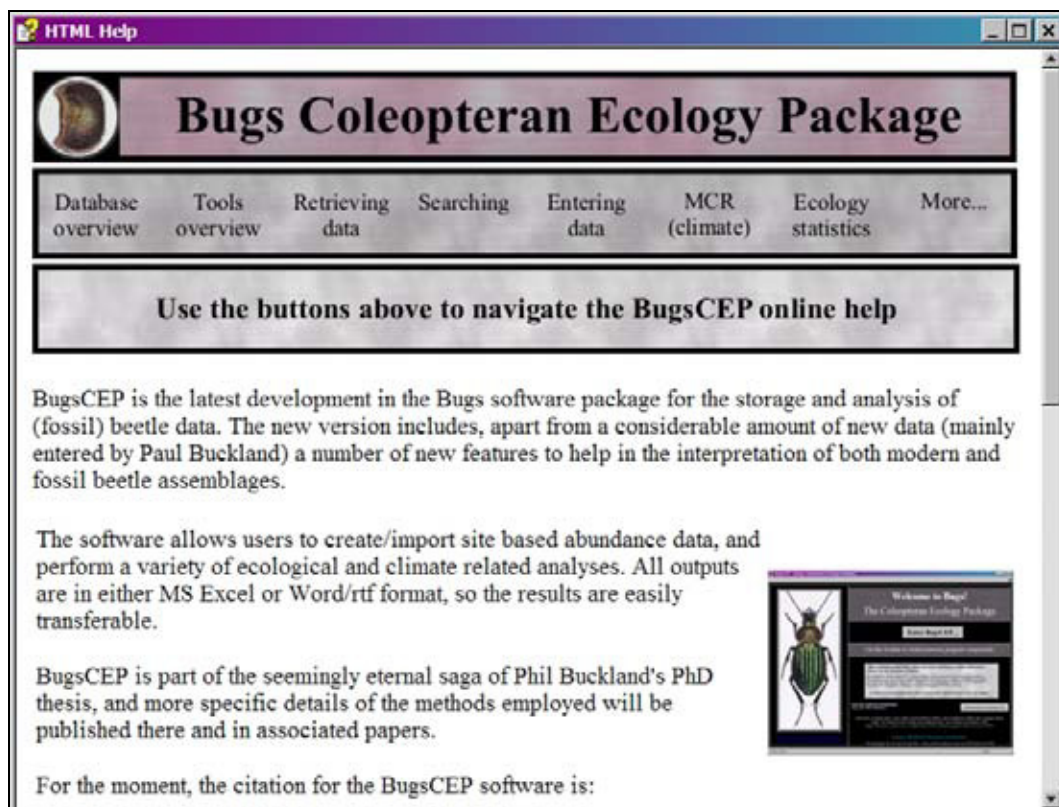 HTML Help
Bugs Coleopteran Ecology Package
Database overview
Tools overview
Retrieving data
Searching
Entering data
MCR (climate)
Ecology statistics
More...
Use the buttons above to navigate the BugsCEP online help
BugsCEP is the latest development in the Bugs software package for the storage and analysis of
(fossil) beetle data. The new version includes, apart from a considerable amount of new data (mainly
entered by Paul Buckland) a number of new features to help in the interpretation of both modern and
fossil beetle assemblages.
The software allows users to create/import site based abundance data, and
perform a variety of ecological and climate related analyses. All outputs
are in either MS Excel or Word/rtf format, so the results are easily
transferable.
Welcome to Bugs!
The Coleopteran Ecology Package
BugsCEP is part of the seemingly eternal saga of Phil Buckland's PhD
thesis, and more specific details of the methods employed will be
published there and in associated papers.
For the moment, the citation for the BugsCEP software is: